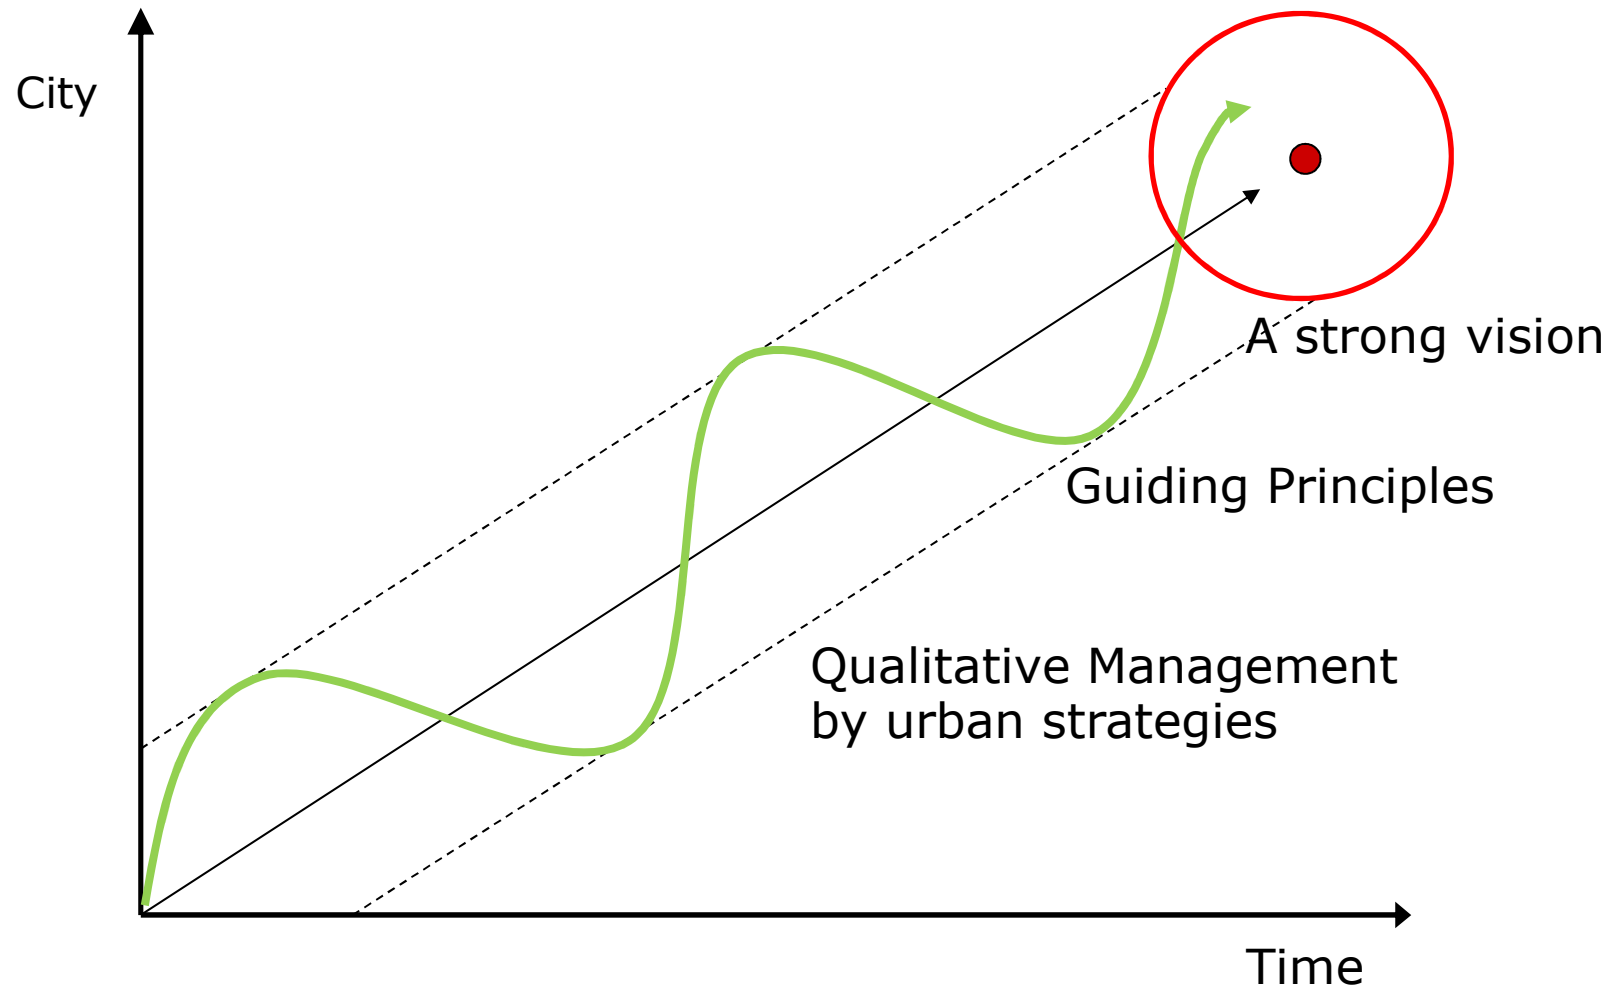 City
A strong vision
Guiding Principles
Qualitative Management
by urban strategies
Time